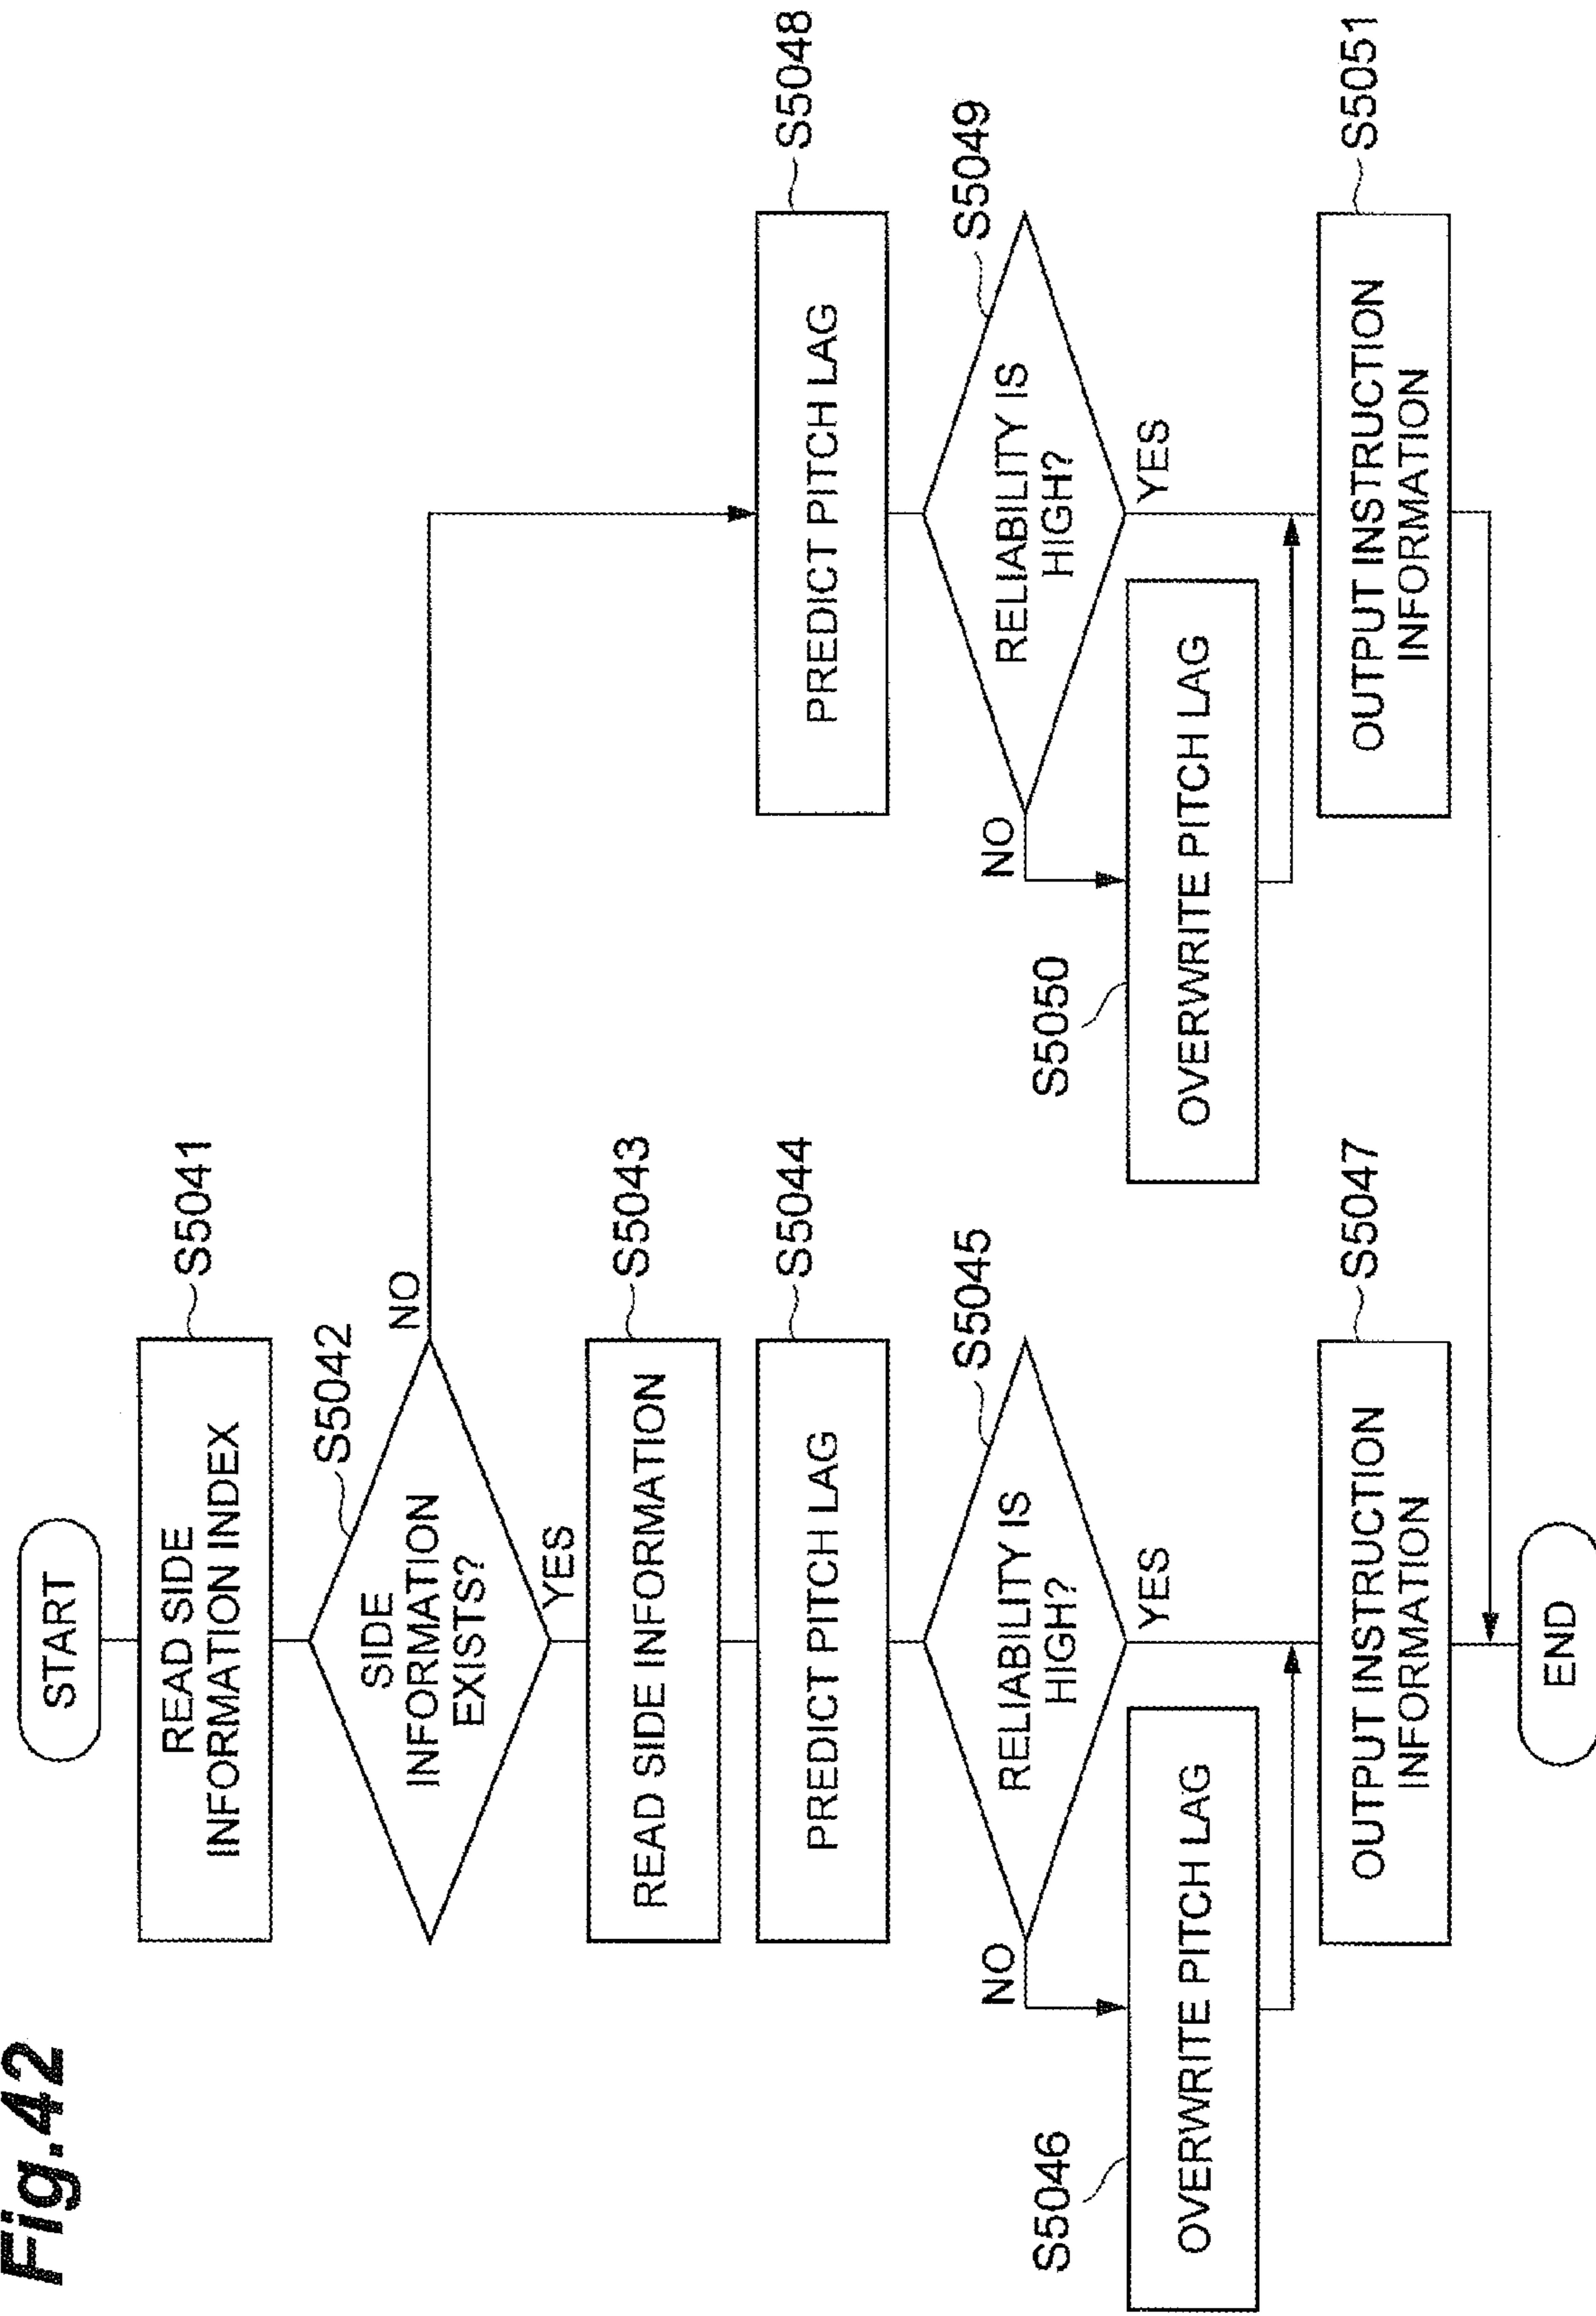 Fig.42
START
READ SIDE
INFORMATION INDEX
S5041
SIDE
INFORMATION
EXISTS?
S5042
NO
YES
READ SIDE INFORMATION
S5043
PREDICT PITCH LAG
S5044
RELIABILITY IS
HIGH?
S5045
NO
YES
S5046
OVERWRITE PITCH LAG
OUTPUT INSTRUCTION
INFORMATION
S5047
PREDICT PITCH LAG
S5048
RELIABILITY IS
HIGH?
S5049
NO
YES
S5050
OVERWRITE PITCH LAG
OUTPUT INSTRUCTION
INFORMATION
S5051
END